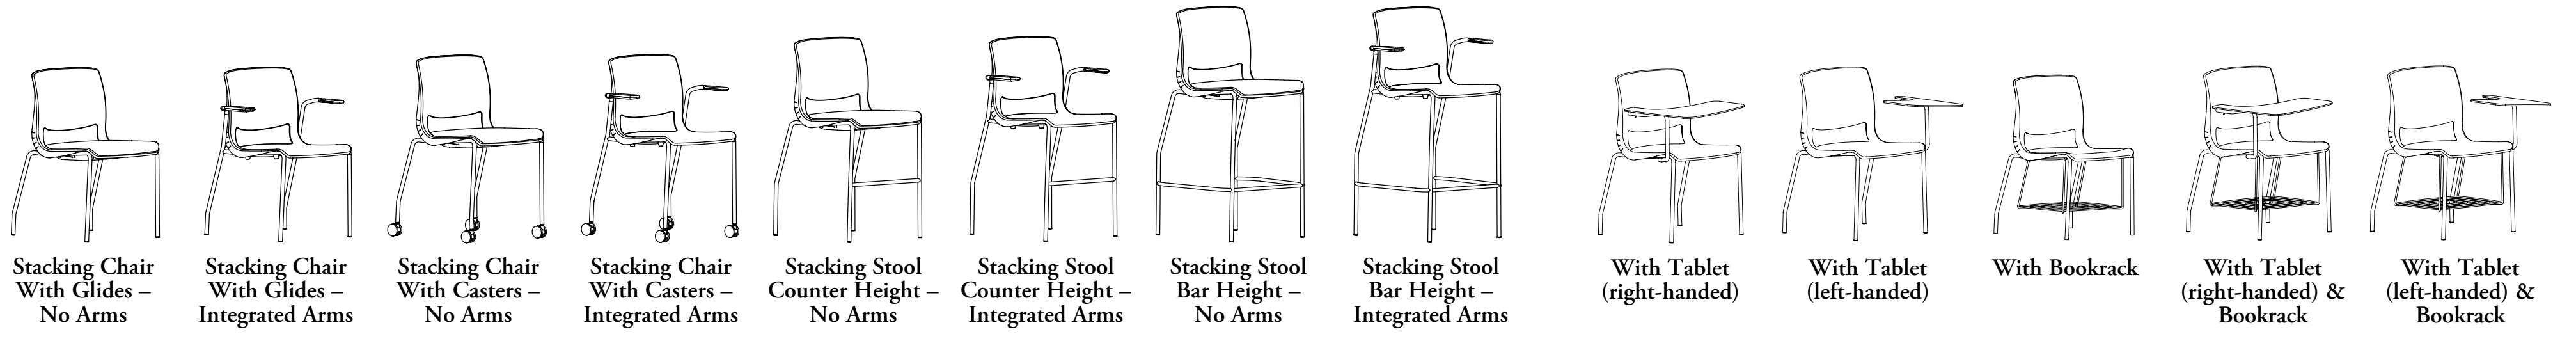 Stacking Chair
With Glides –
No Arms
Stacking Chair
With Glides –
Integrated Arms
Stacking Chair
With Casters –
No Arms
Stacking Chair
With Casters –
Integrated Arms
Stacking Stool
Counter Height –
No Arms
Stacking Stool
Counter Height –
Integrated Arms
Stacking Stool
Bar Height –
No Arms
Stacking Stool
Bar Height –
Integrated Arms
With Tablet
(right-handed)
With Tablet
(left-handed)
With Bookrack
With Tablet
(right-handed) &
Bookrack
With Tablet
(left-handed) &
Bookrack